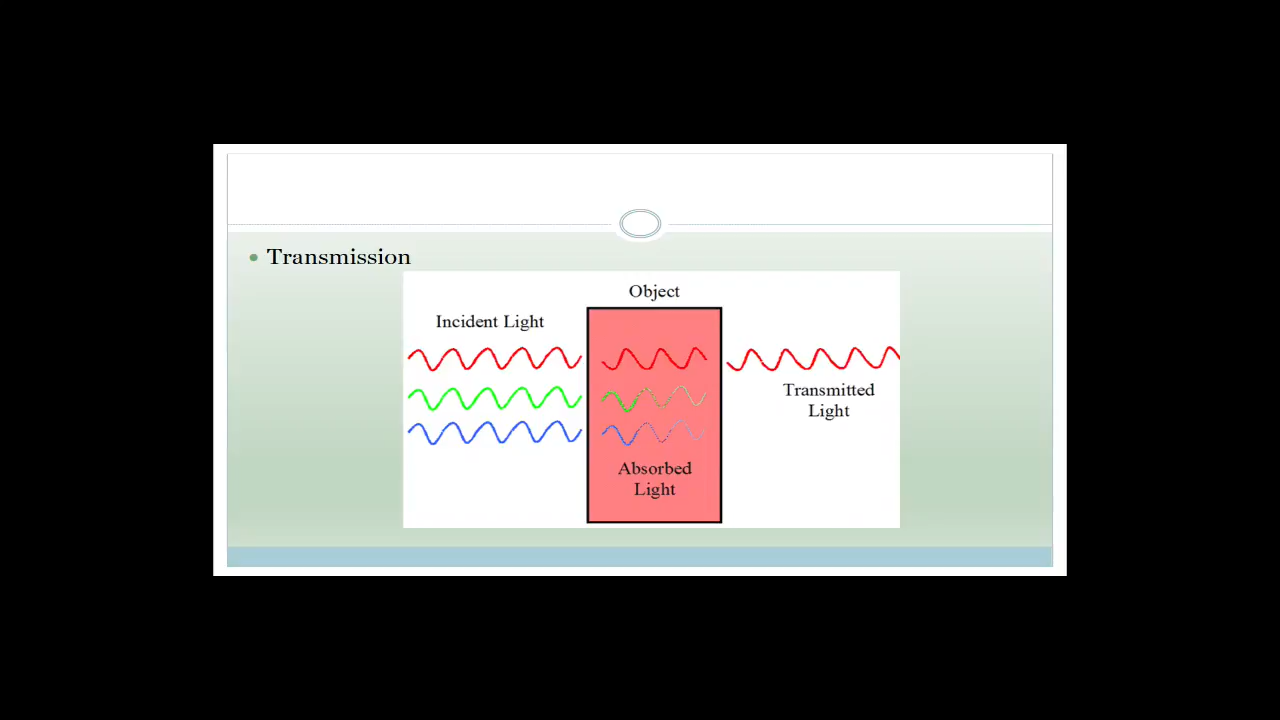 Transmission
Object
Incident Light
Transmitted
Light
Absorbed
Light